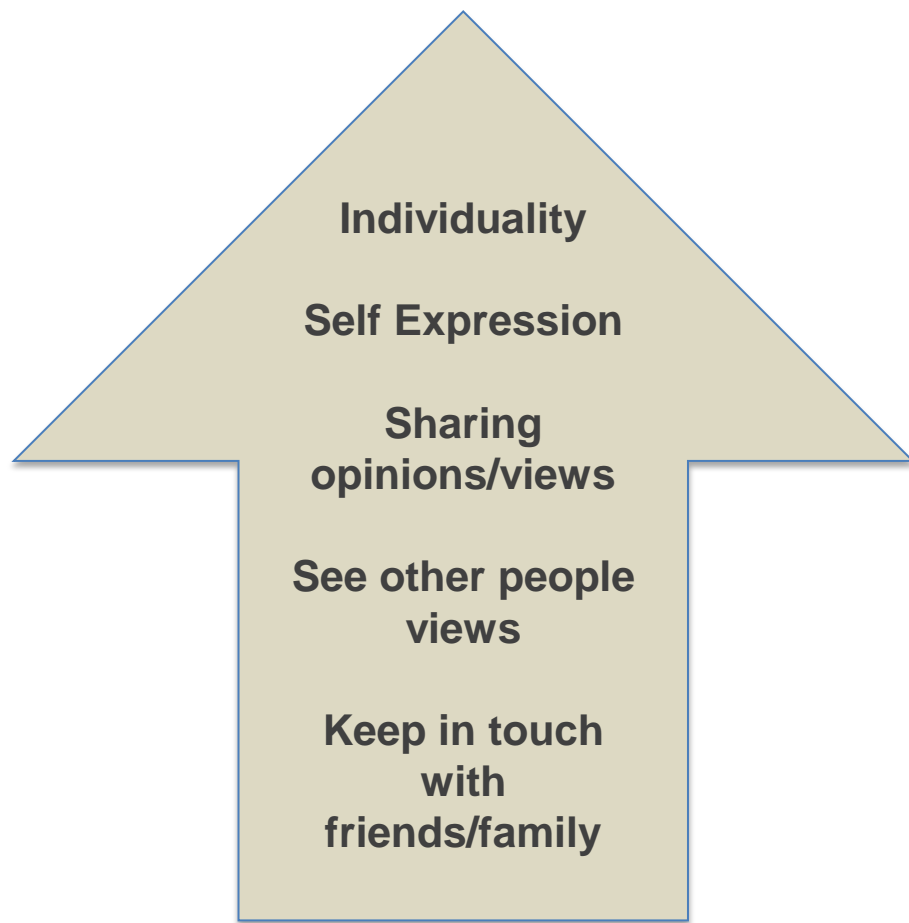 Individuality
Self Expression
Sharing
opinions/views
See other people
views
Keep in touch
with
friends/family